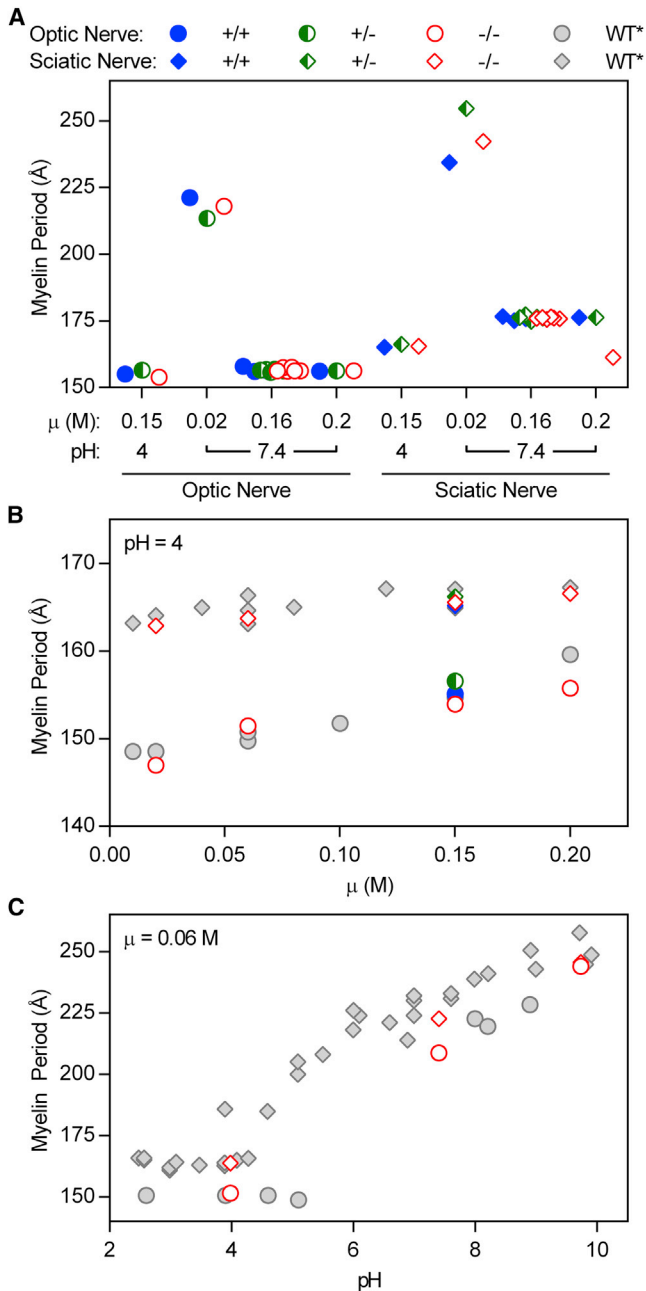 A
Optic Nerve: +/+ +/- -/- WT*
Sciatic Nerve: +/+ +/- -/- WT*
Myelin Period (Å)
250
225
200
175
150
μ (M): 0.15 0.02 0.16 0.2 0.15 0.02 0.16 0.2
pH: 4 7.4 4 7.4
Optic Nerve Sciatic Nerve
B
pH = 4
Myelin Period (Å)
170
160
150
140
0.00 0.05 0.10 0.15 0.20
μ (M)
C
μ = 0.06 M
Myelin Period (Å)
250
225
200
175
150
2 4 6 8 10
pH